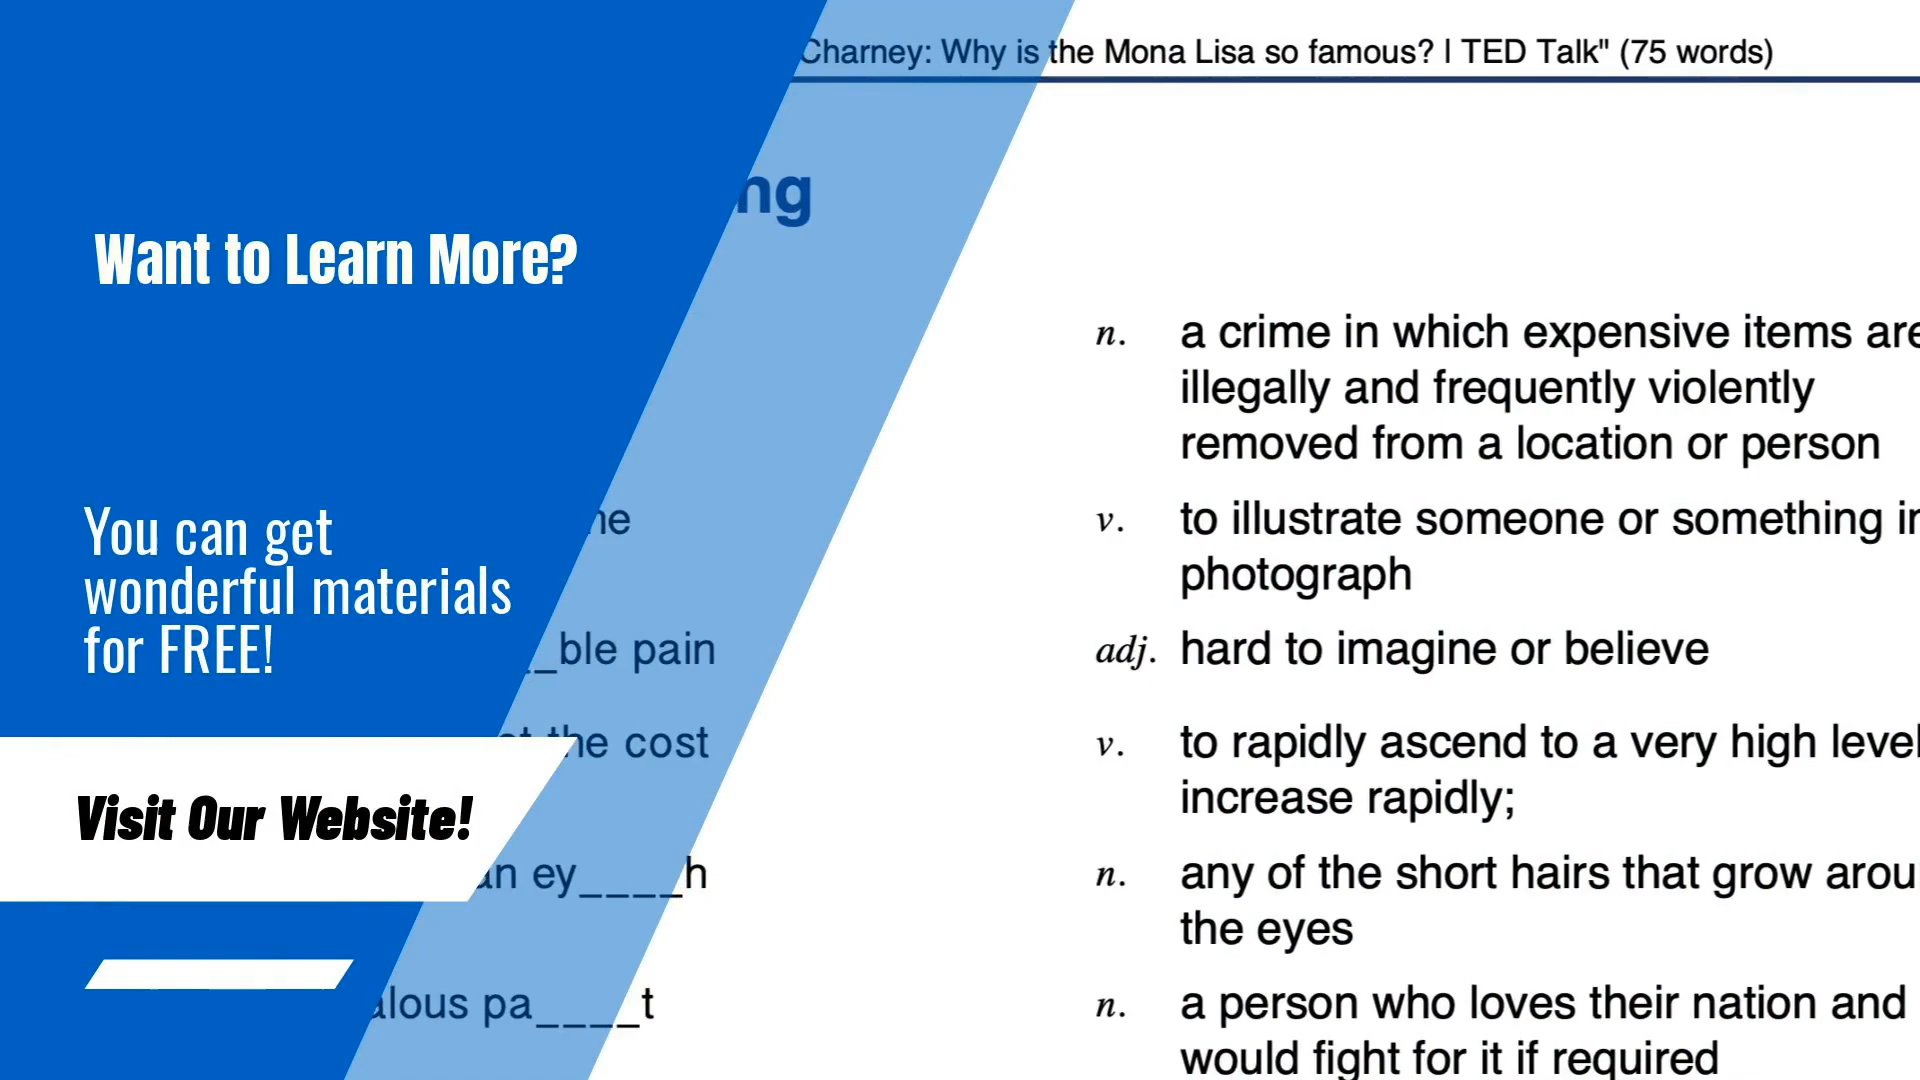 Charney: Why is the Mona Lisa so famous? | TED Talk" (75 words)
ng
Want to Learn More?
You can get
wonderful materials
for FREE!
Visit Our Website!
n. a crime in which expensive items are
illegally and frequently violently
removed from a location or person
v. to illustrate someone or something in
photograph
__ble pain
adj. hard to imagine or believe
the cost
v. to rapidly ascend to a very high level
increase rapidly;
an ey____h
n. any of the short hairs that grow arou
the eyes
alous pa____t
n. a person who loves their nation and
would fight for it if required